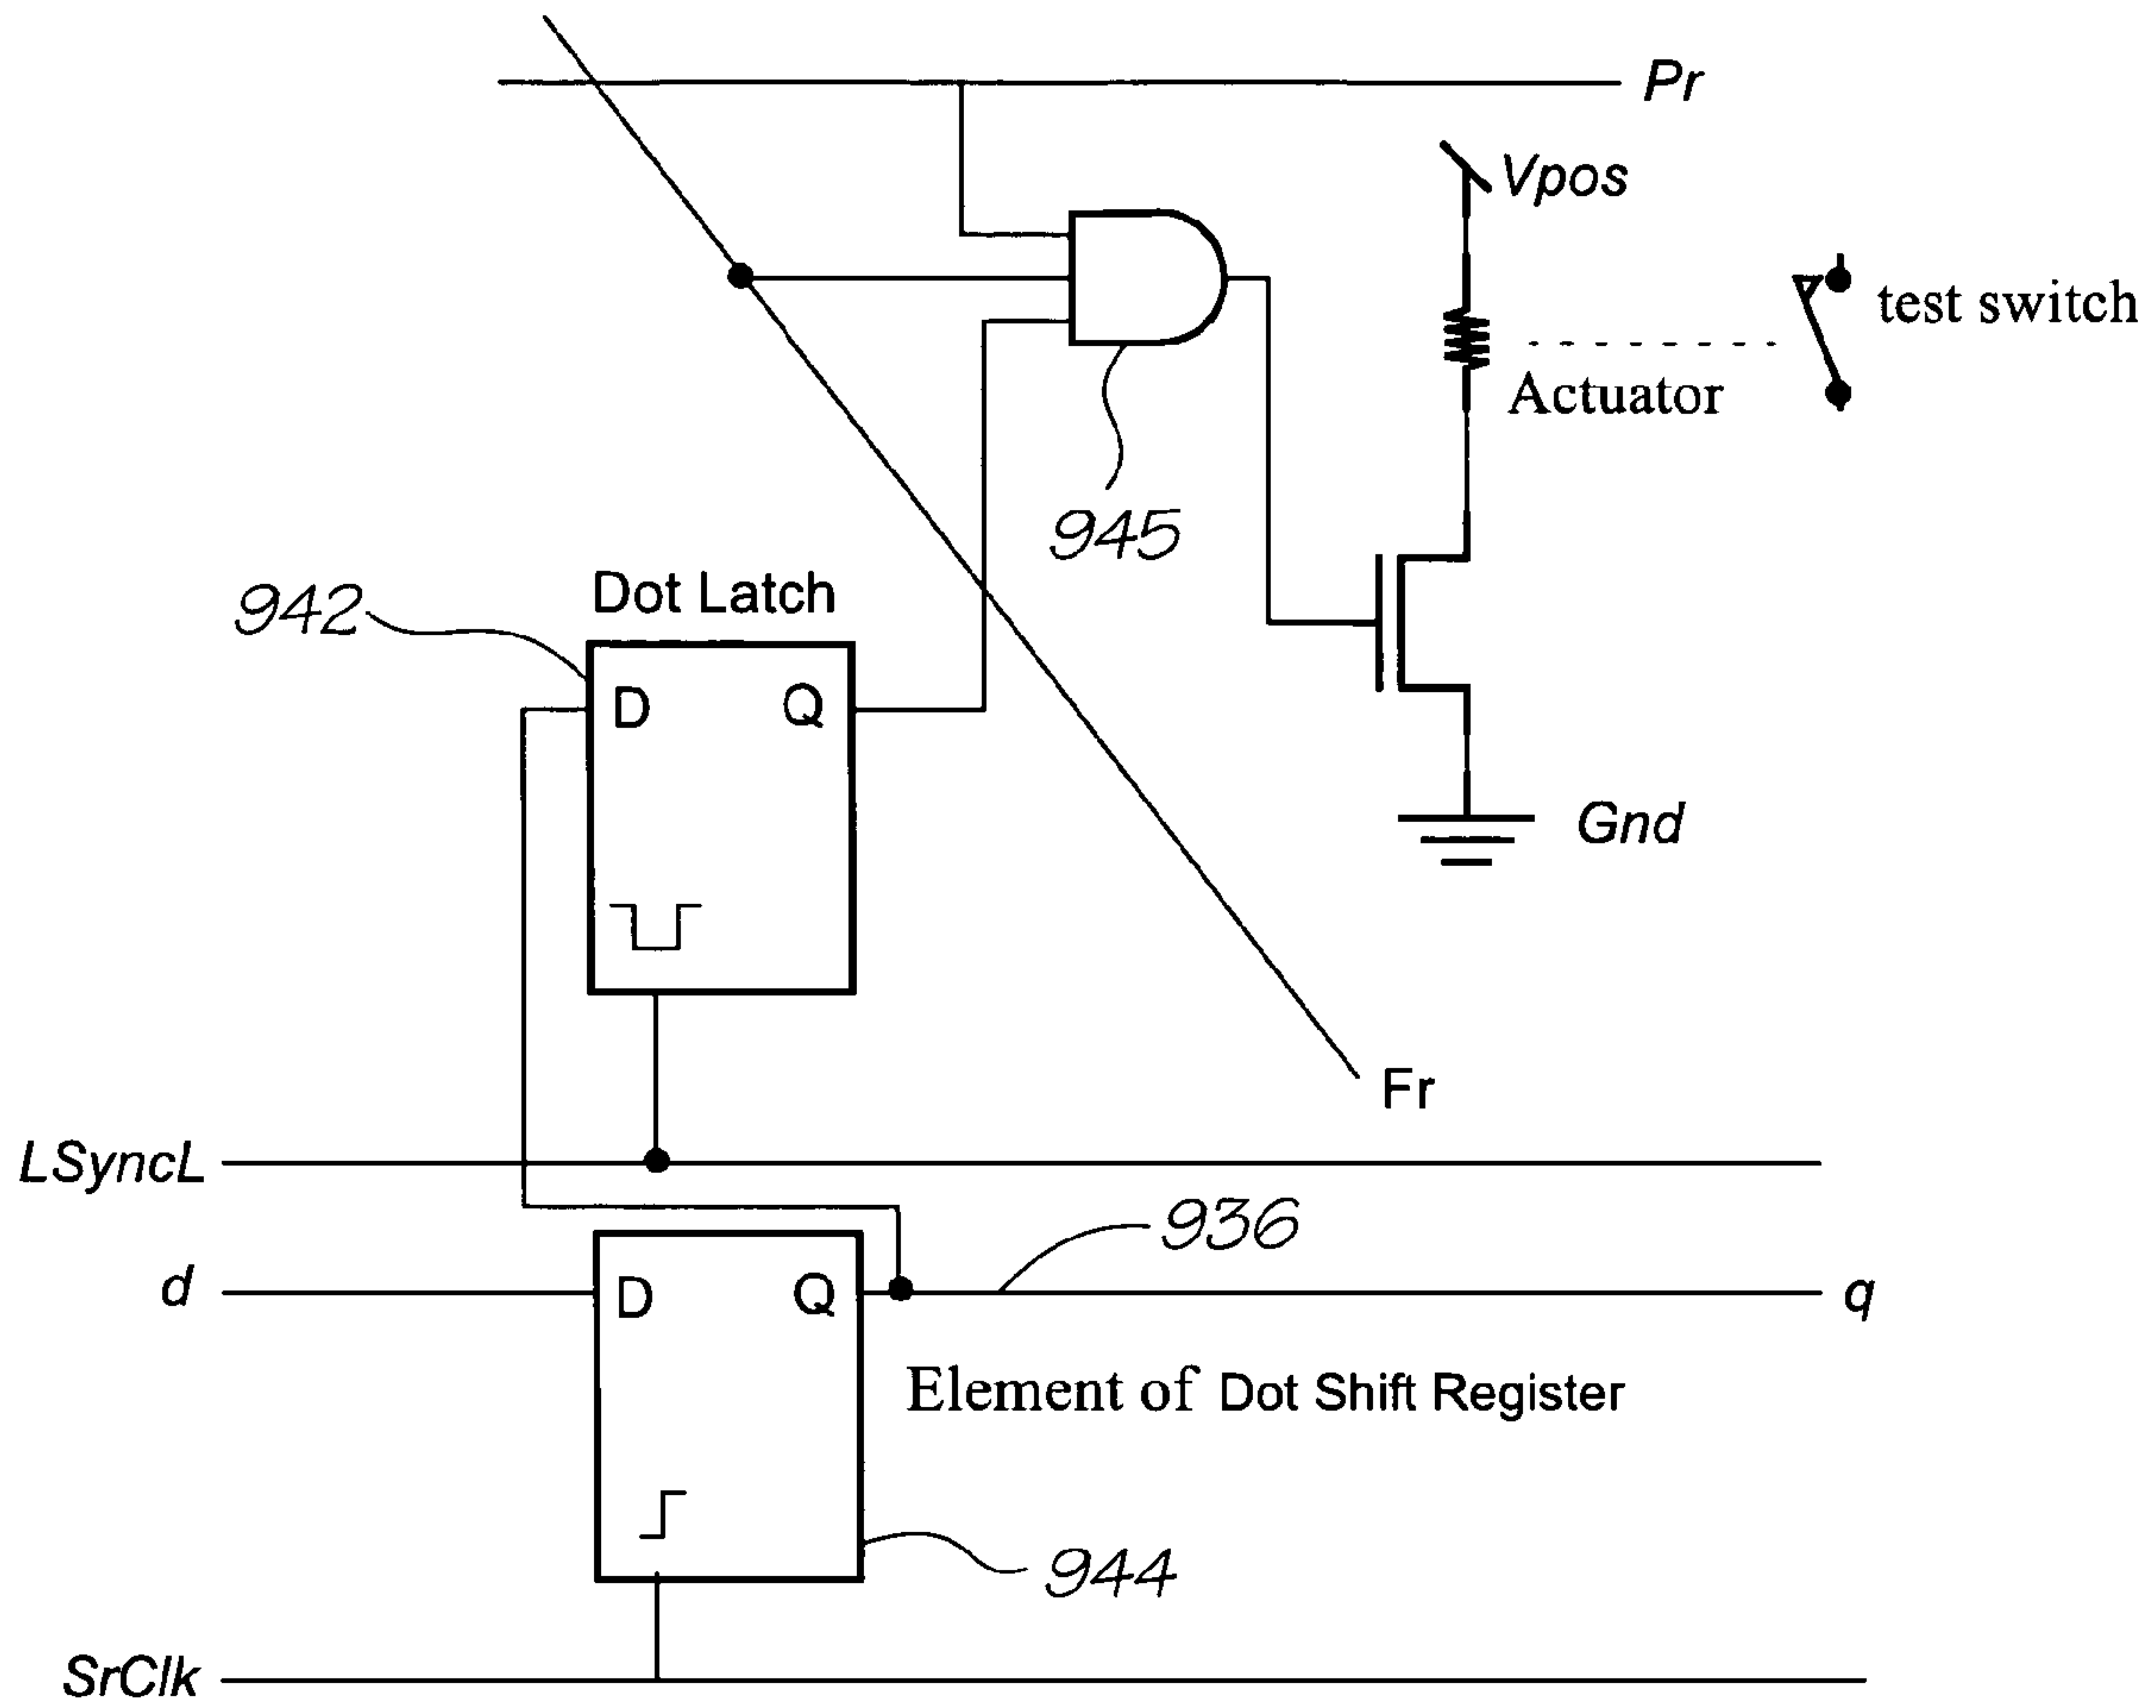 Pr
Vpos
test switch
Actuator
945
942
Dot Latch
D
Q
Gnd
Fr
LSyncL
936
d
D
Q
q
Element of Dot Shift Register
944
SrClk